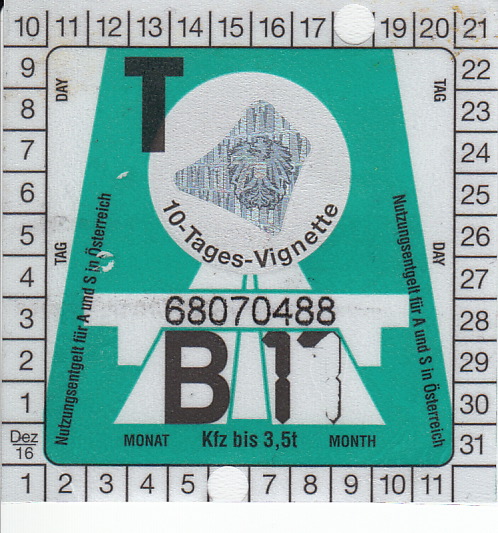 10 11 12 13 14 15 16 17 19 20 21
9 DAY T TAG 22
8 23
7 24
6 25
10-Tages-Vignette
5 TAG DAY 26
4 27
Nutzungsentgelt für A und S in Österreich
Nutzungsentgelt für A und S in Österreich
3 68070488 28
2 B 17 29
1 30
Dez
16
MONAT Kfz bis 3,5t MONTH 31
1 2 3 4 5 7 8 9 10 11